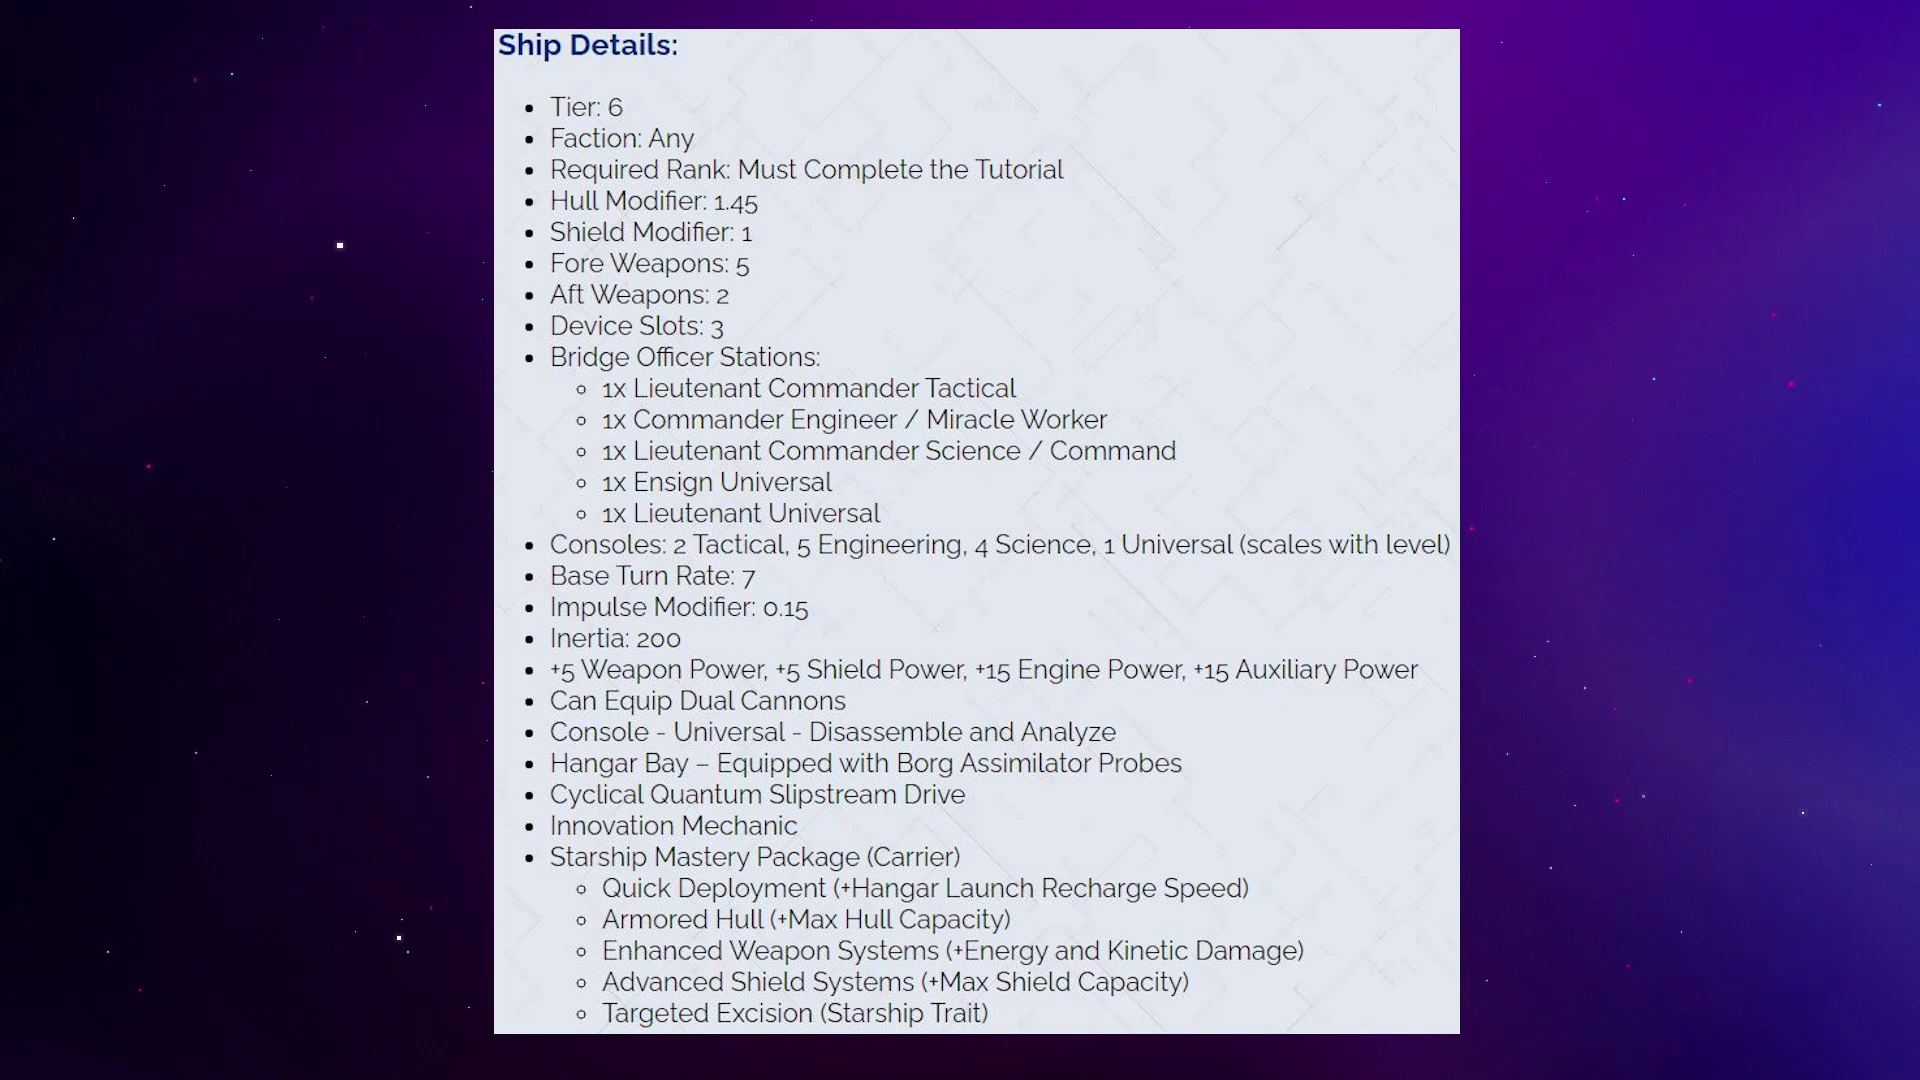 Ship Details:
• Tier: 6
• Faction: Any
• Required Rank: Must Complete the Tutorial
• Hull Modifier: 1.45
• Shield Modifier: 1
• Fore Weapons: 5
• Aft Weapons: 2
• Device Slots: 3
• Bridge Officer Stations:
◦ 1x Lieutenant Commander Tactical
◦ 1x Commander Engineer / Miracle Worker
◦ 1x Lieutenant Commander Science / Command
◦ 1x Ensign Universal
◦ 1x Lieutenant Universal
• Consoles: 2 Tactical, 5 Engineering, 4 Science, 1 Universal (scales with level)
• Base Turn Rate: 7
• Impulse Modifier: 0.15
• Inertia: 200
• +5 Weapon Power, +5 Shield Power, +15 Engine Power, +15 Auxiliary Power
• Can Equip Dual Cannons
• Console - Universal - Disassemble and Analyze
• Hangar Bay – Equipped with Borg Assimilator Probes
• Cyclical Quantum Slipstream Drive
• Innovation Mechanic
• Starship Mastery Package (Carrier)
◦ Quick Deployment (+Hangar Launch Recharge Speed)
◦ Armored Hull (+Max Hull Capacity)
◦ Enhanced Weapon Systems (+Energy and Kinetic Damage)
◦ Advanced Shield Systems (+Max Shield Capacity)
◦ Targeted Excision (Starship Trait)